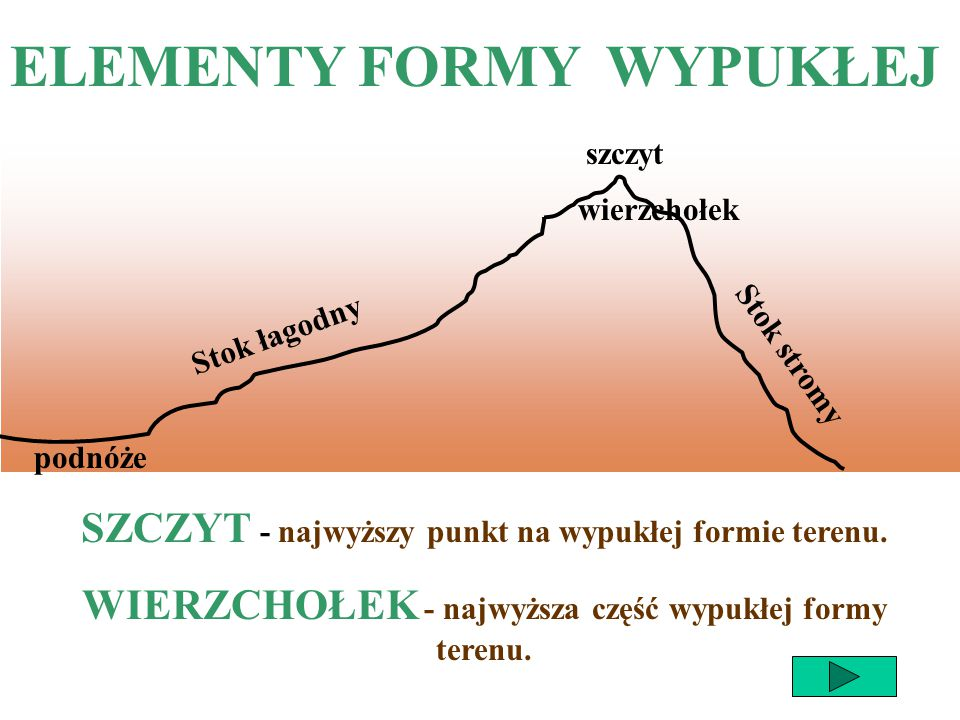 ELEMENTY FORMY WYPUKŁEJ
szczyt
wierzchołek
Stok łagodny
Stok stromy
podnóże
SZCZYT - najwyższy punkt na wypukłej formie terenu.
WIERZCHOŁEK - najwyższa część wypukłej formy
terenu.